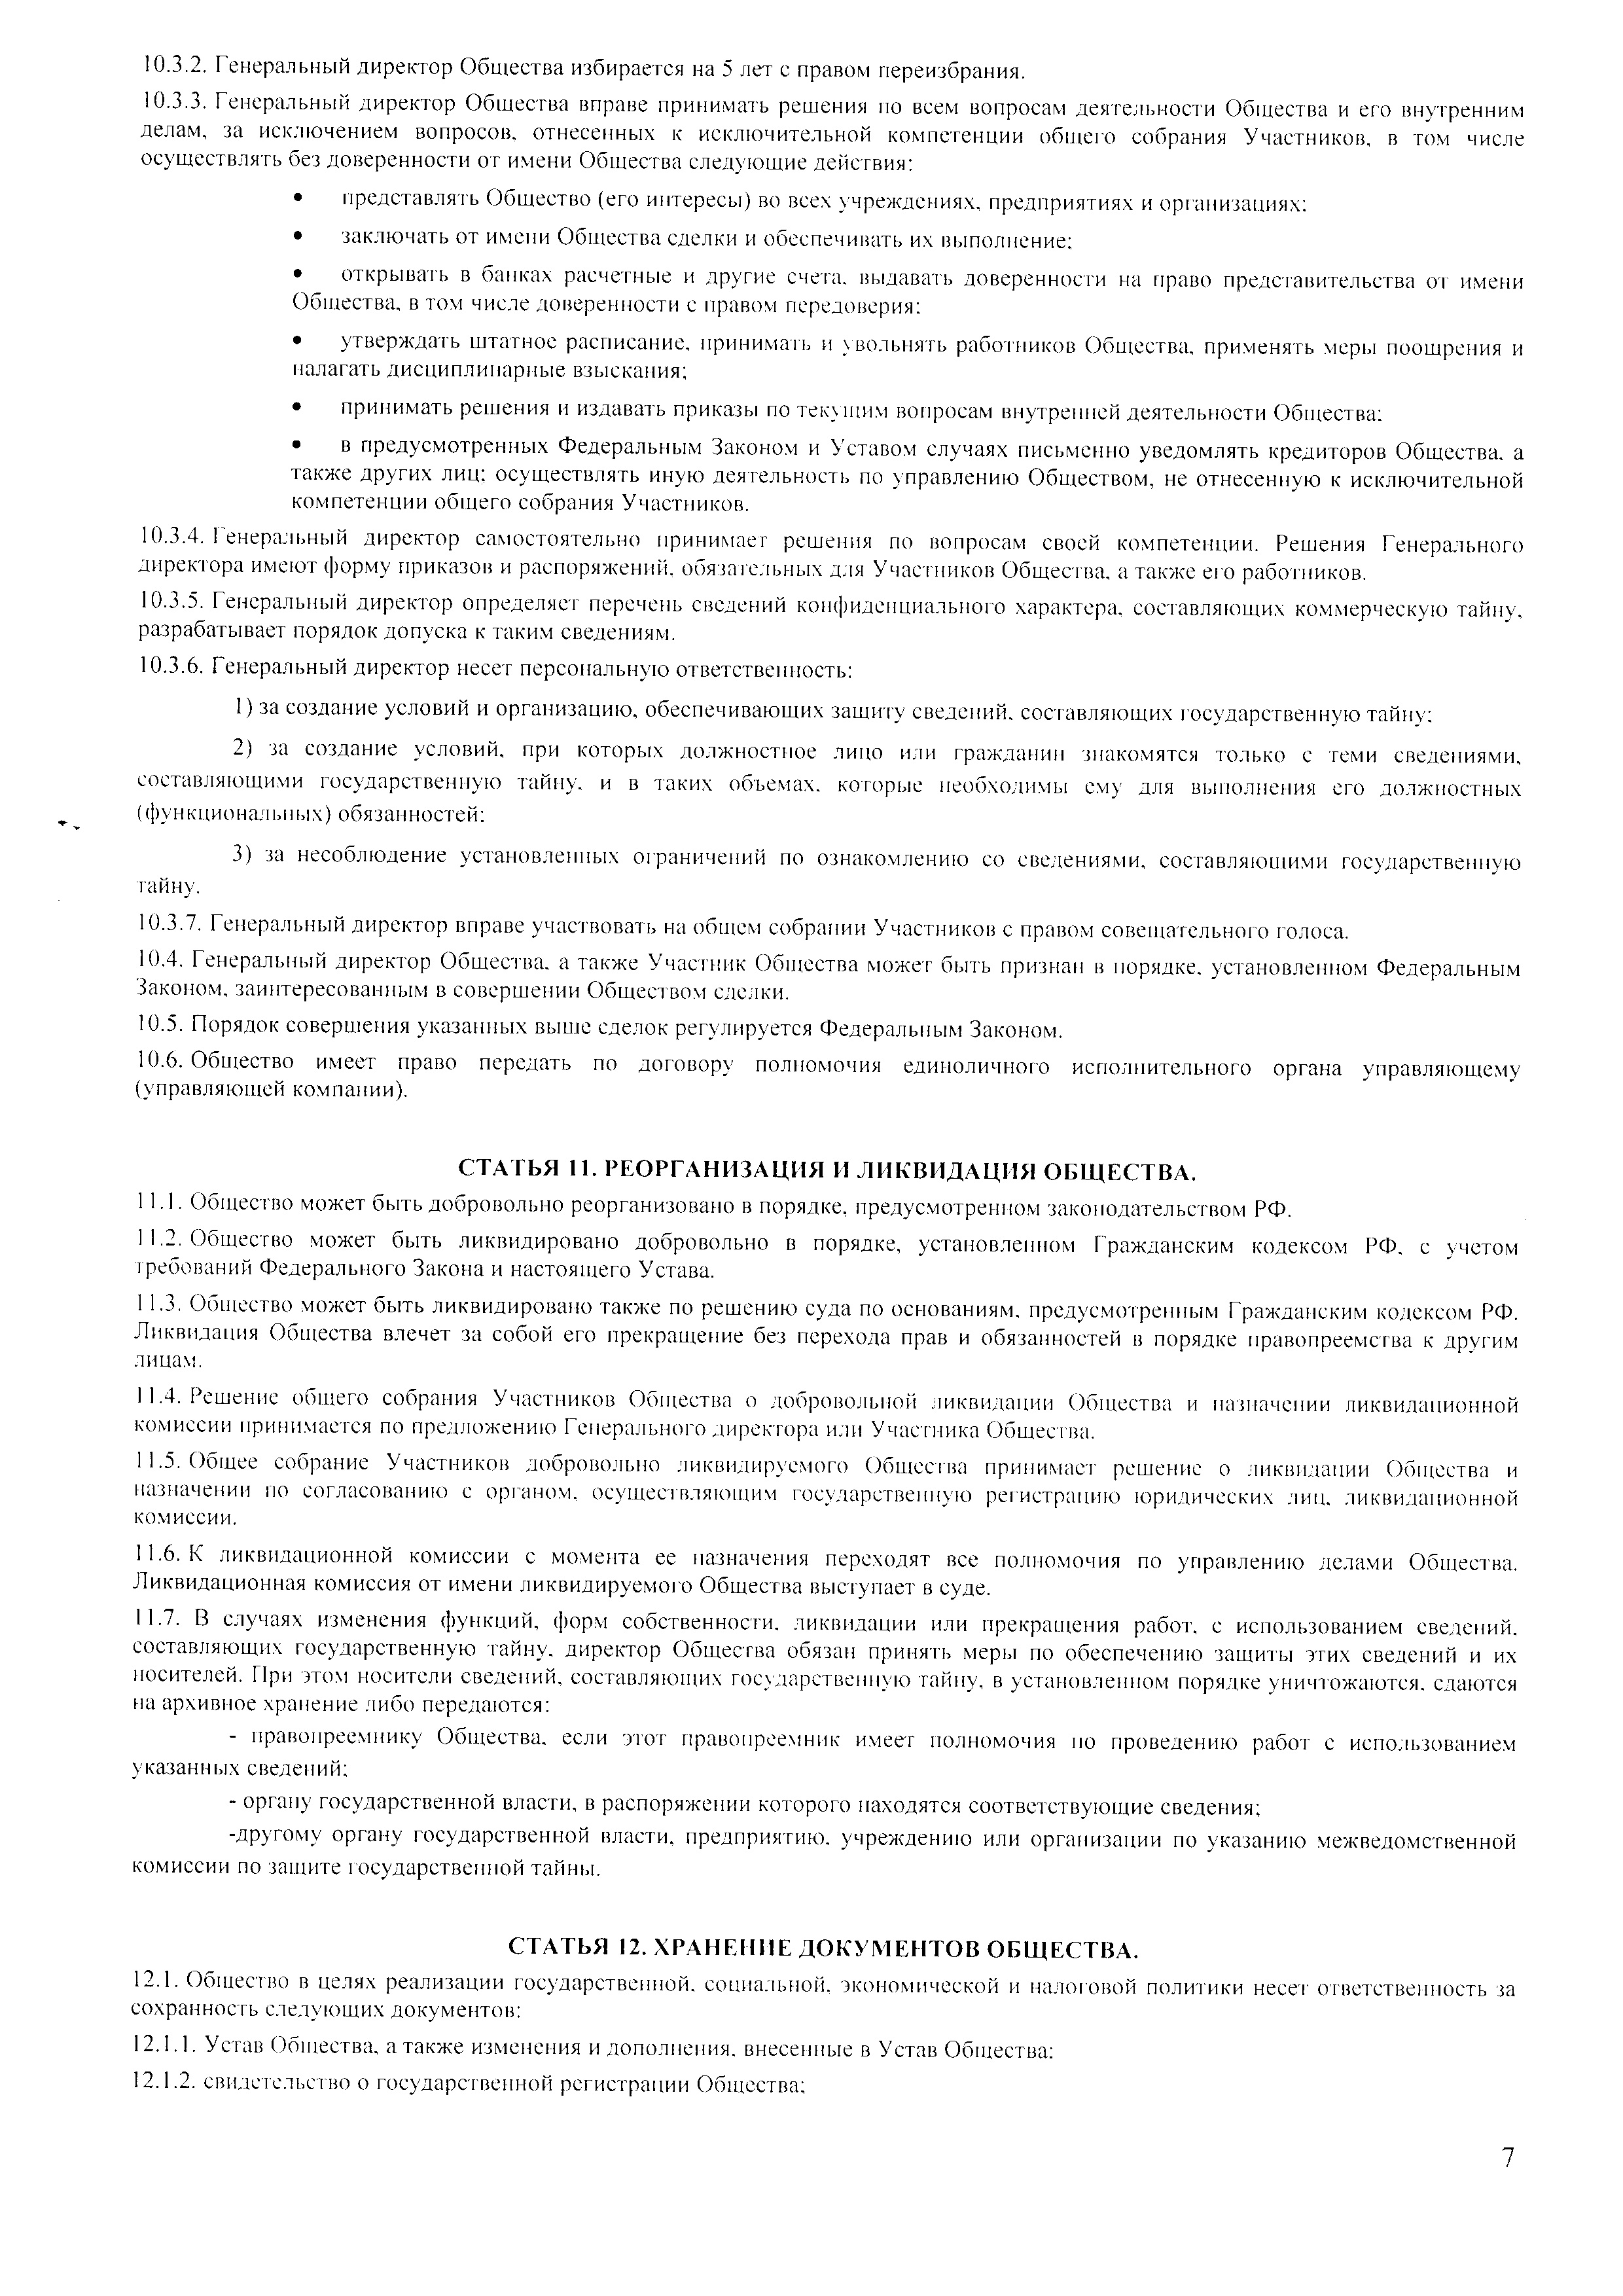 10.3.2. Генеральный директор Общества избирается на 5 лет с правом переизбрания.
10.3.3. Генеральный директор Общества вправе принимать решения по всем вопросам деятельности Общества и его внутренним
делам, за исключением вопросов, отнесенных к исключительной компетенции общего собрания Участников, в том числе
осуществлять без доверенности от имени Общества следующие действия:
• представлять Общество (его интересы) во всех учреждениях, предприятиях и организациях;
• заключать от имени Общества сделки и обеспечивать их выполнение;
• открывать в банках расчетные и другие счета, выдавать доверенности на право представительства от имени
Общества, в том числе доверенности с правом передоверия;
• утверждать штатное расписание, принимать и увольнять работников Общества, применять меры поощрения и
налагать дисциплинарные взыскания;
• принимать решения и издавать приказы по текущим вопросам внутренней деятельности Общества;
• в предусмотренных Федеральным Законом и Уставом случаях письменно уведомлять кредиторов Общества, а
также других лиц; осуществлять иную деятельность по управлению Обществом, не отнесенную к исключительной
компетенции общего собрания Участников.
10.3.4. Генеральный директор самостоятельно принимает решения по вопросам своей компетенции. Решения Генерального
директора имеют форму приказов и распоряжений, обязательных для Участников Общества, а также его работников.
10.3.5. Генеральный директор определяет перечень сведений конфиденциального характера, составляющих коммерческую тайну,
разрабатывает порядок допуска к таким сведениям.
10.3.6. Генеральный директор несет персональную ответственность:
1) за создание условий и организацию, обеспечивающих защиту сведений, составляющих государственную тайну;
2) за создание условий, при которых должностное лицо или гражданин знакомятся только с теми сведениями,
составляющими государственную тайну, и в таких объемах, которые необходимы ему для выполнения его должностных
(функциональных) обязанностей;
3) за несоблюдение установленных ограничений по ознакомлению со сведениями, составляющими государственную
тайну.
10.3.7. Генеральный директор вправе участвовать на общем собрании Участников с правом совещательного голоса.
10.4. Генеральный директор Общества, а также Участник Общества может быть признан в порядке, установленном Федеральным
Законом, заинтересованным в совершении Обществом сделки.
10.5. Порядок совершения указанных выше сделок регулируется Федеральным Законом.
10.6. Общество имеет право передать по договору полномочия единоличного исполнительного органа управляющему
(управляющей компании).
СТАТЬЯ 11. РЕОРГАНИЗАЦИЯ И ЛИКВИДАЦИЯ ОБЩЕСТВА.
11.1. Общество может быть добровольно реорганизовано в порядке, предусмотренном законодательством РФ.
11.2. Общество может быть ликвидировано добровольно в порядке, установленном Гражданским кодексом РФ, с учетом
требований Федерального Закона и настоящего Устава.
11.3. Общество может быть ликвидировано также по решению суда по основаниям, предусмотренным Гражданским кодексом РФ.
Ликвидация Общества влечет за собой его прекращение без перехода прав и обязанностей в порядке правопреемства к другим
лицам.
11.4. Решение общего собрания Участников Общества о добровольной ликвидации Общества и назначении ликвидационной
комиссии принимается по предложению Генерального директора или Участника Общества.
11.5. Общее собрание Участников добровольно ликвидируемого Общества принимает решение о ликвидации Общества и
назначении по согласованию с органом, осуществляющим государственную регистрацию юридических лиц, ликвидационной
комиссии.
11.6. К ликвидационной комиссии с момента ее назначения переходят все полномочия по управлению делами Общества.
Ликвидационная комиссия от имени ликвидируемого Общества выступает в суде.
11.7. В случаях изменения функций, форм собственности, ликвидации или прекращения работ, с использованием сведений,
составляющих государственную тайну, директор Общества обязан принять меры по обеспечению защиты этих сведений и их
носителей. При этом носители сведений, составляющих государственную тайну, в установленном порядке уничтожаются, сдаются
на архивное хранение либо передаются:
- правопреемнику Общества, если этот правопреемник имеет полномочия по проведению работ с использованием
указанных сведений;
- органу государственной власти, в распоряжении которого находятся соответствующие сведения;
-другому органу государственной власти, предприятию, учреждению или организации по указанию межведомственной
комиссии по защите государственной тайны.
СТАТЬЯ 12. ХРАНЕНИЕ ДОКУМЕНТОВ ОБЩЕСТВА.
12.1. Общество в целях реализации государственной, социальной, экономической и налоговой политики несет ответственность за
сохранность следующих документов:
12.1.1. Устав Общества, а также изменения и дополнения, внесенные в Устав Общества;
12.1.2. свидетельство о государственной регистрации Общества;
7